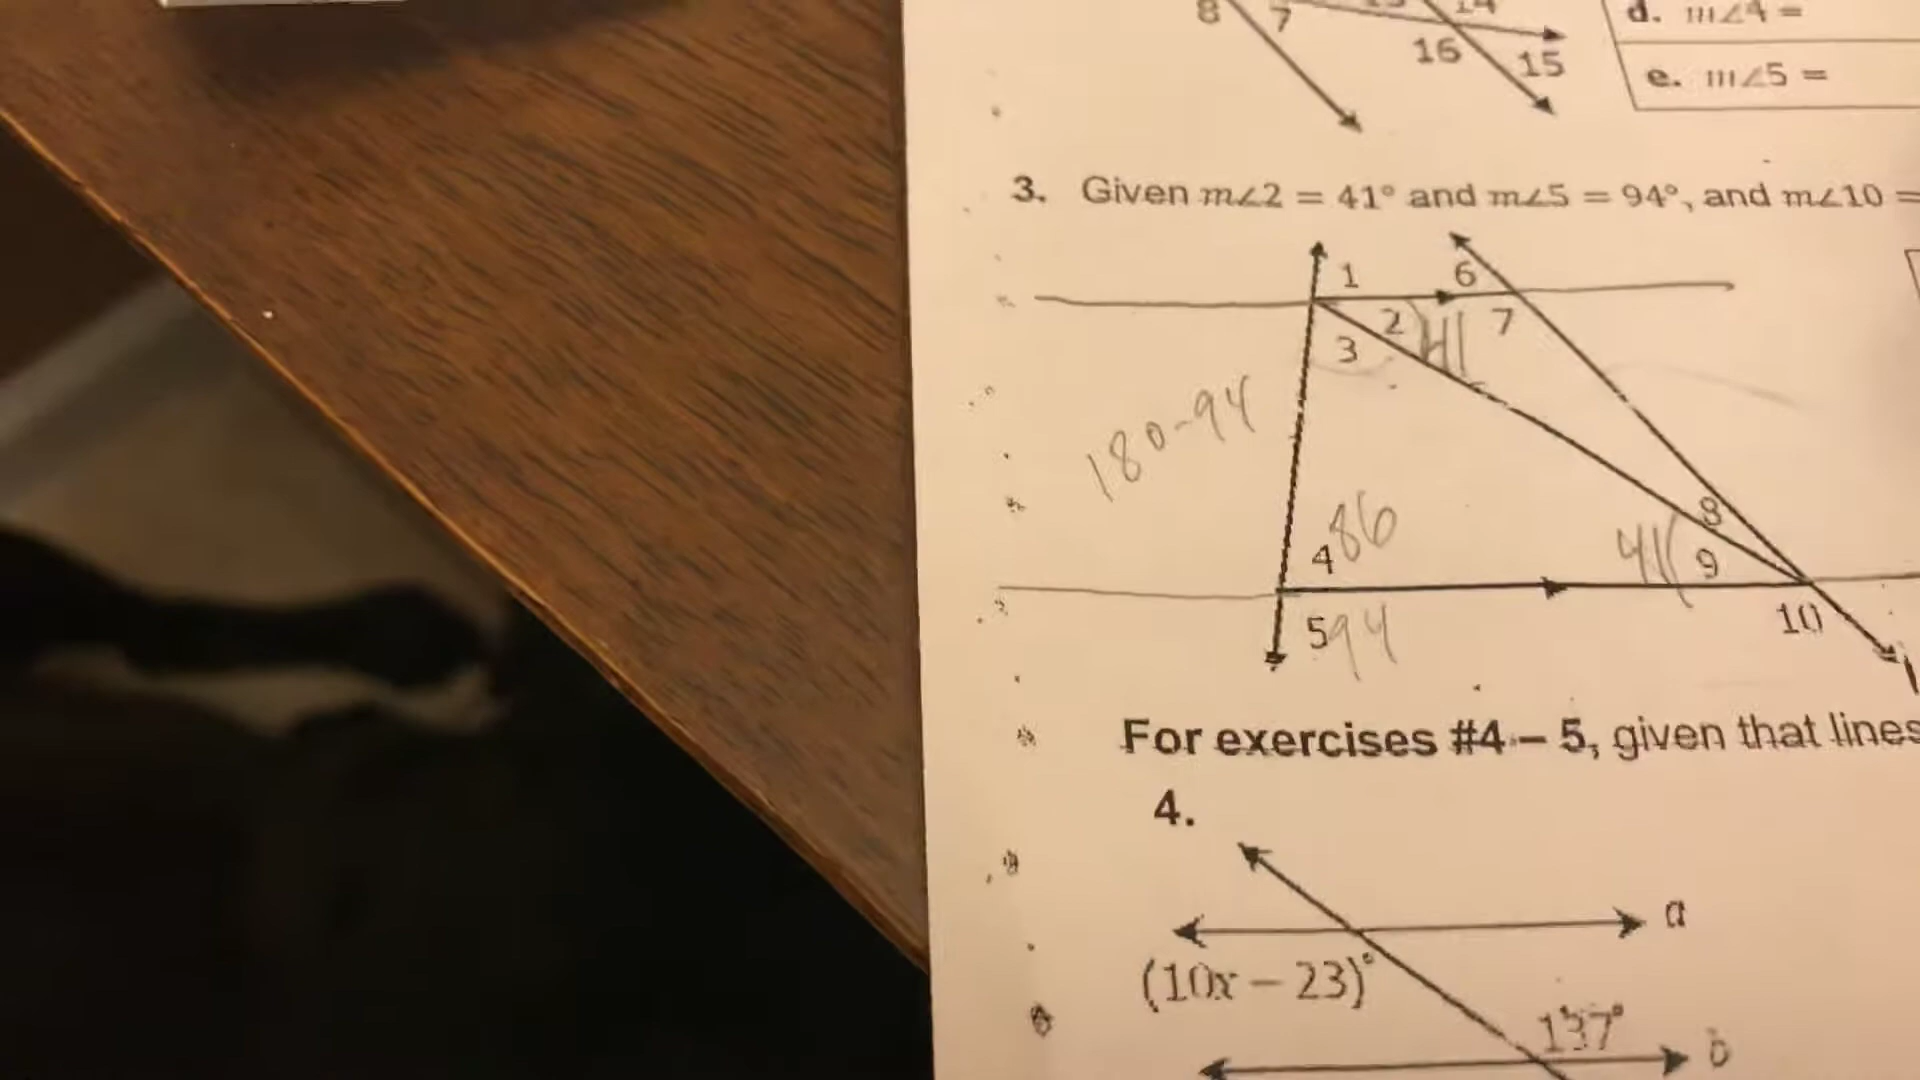 8 7
14
16 15
d. m∠4 =
e. m∠5 =
3. Given m∠2 = 41° and m∠5 = 94°, and m∠10 =
1 6
2 41 7
3
180-94
8
4 86
41 9
5 94
10
For exercises #4 – 5, given that lines
4.
a
(10x – 23)°
137°
b